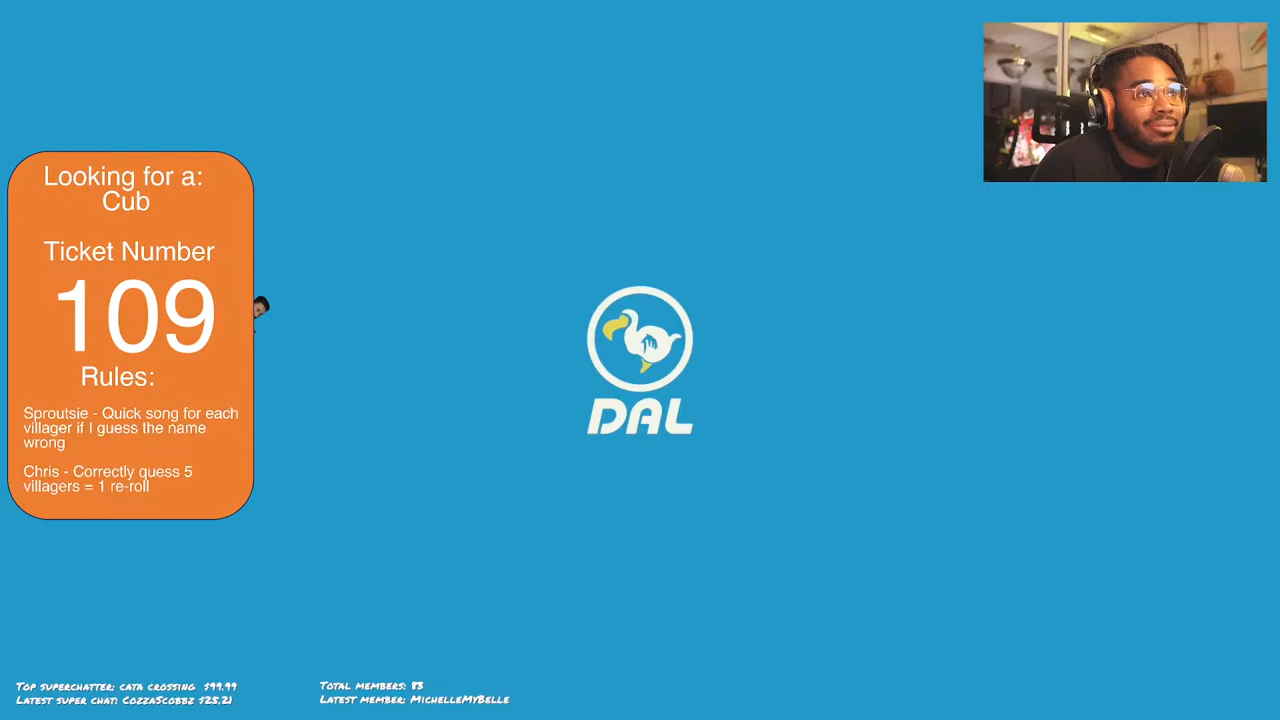 Looking for a:
Cub
Ticket Number
109
Rules:
Sproutsie - Quick song for each
villager if I guess the name
wrong
Chris - Correctly quess 5
villagers = 1 re-roll
DAL
Top superchatter: cata crossing $99.99
Latest super chat: CozzaScobbz $25.21
Total members: 83
Latest member: MichelleMyBelle